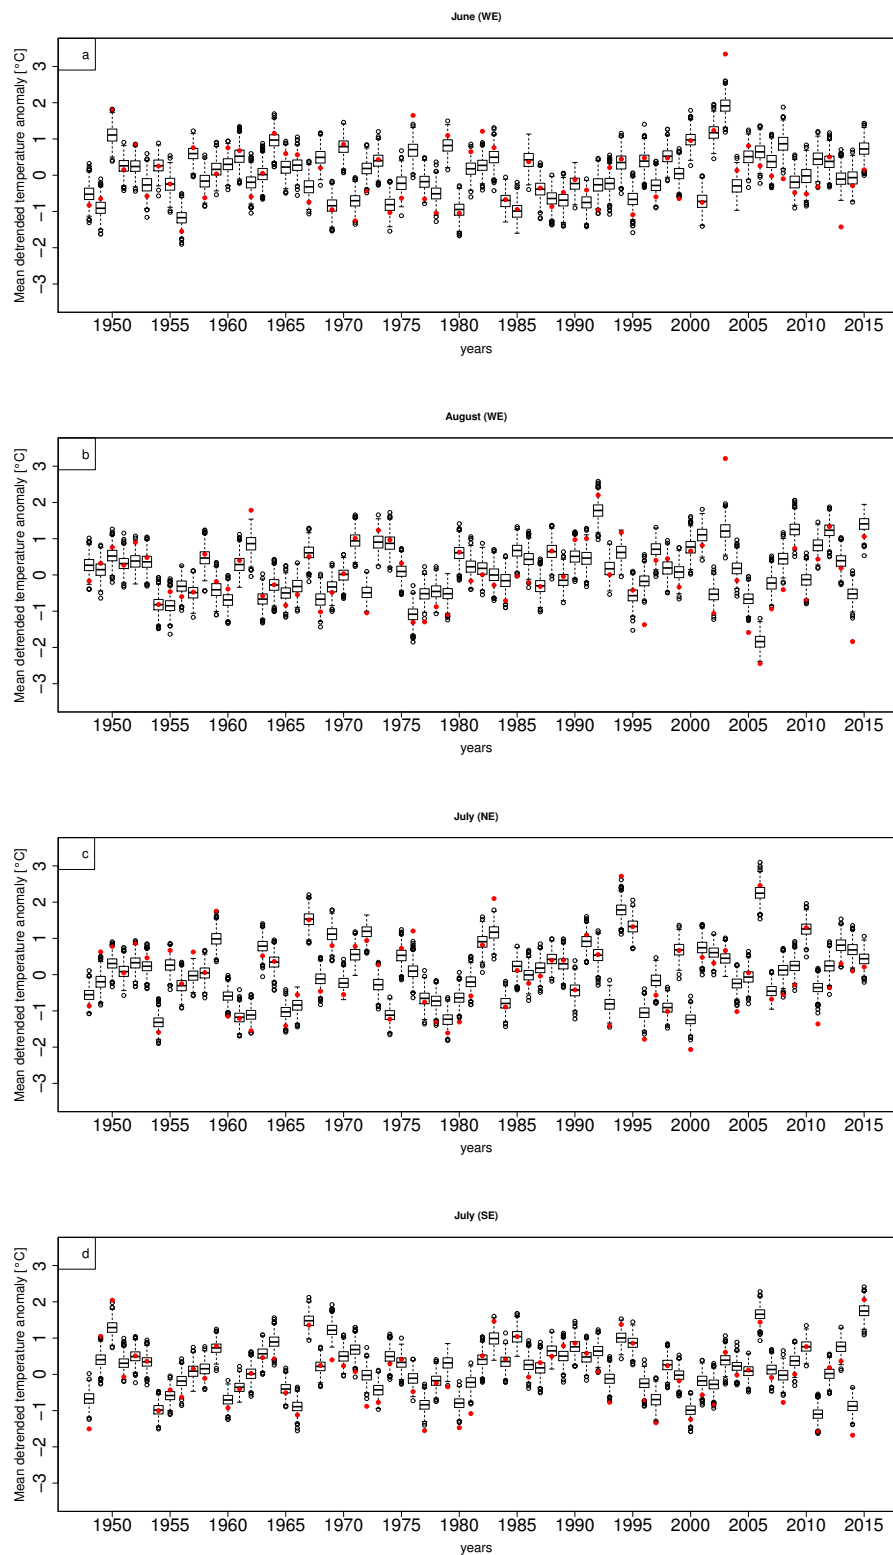 June (WE)
a
Mean detrended temperature anomaly [°C]
3
2
1
0
−1
−2
−3
1950 1955 1960 1965 1970 1975 1980 1985 1990 1995 2000 2005 2010 2015
years
August (WE)
b
Mean detrended temperature anomaly [°C]
3
2
1
0
−1
−2
−3
1950 1955 1960 1965 1970 1975 1980 1985 1990 1995 2000 2005 2010 2015
years
July (NE)
c
Mean detrended temperature anomaly [°C]
3
2
1
0
−1
−2
−3
1950 1955 1960 1965 1970 1975 1980 1985 1990 1995 2000 2005 2010 2015
years
July (SE)
d
Mean detrended temperature anomaly [°C]
3
2
1
0
−1
−2
−3
1950 1955 1960 1965 1970 1975 1980 1985 1990 1995 2000 2005 2010 2015
years